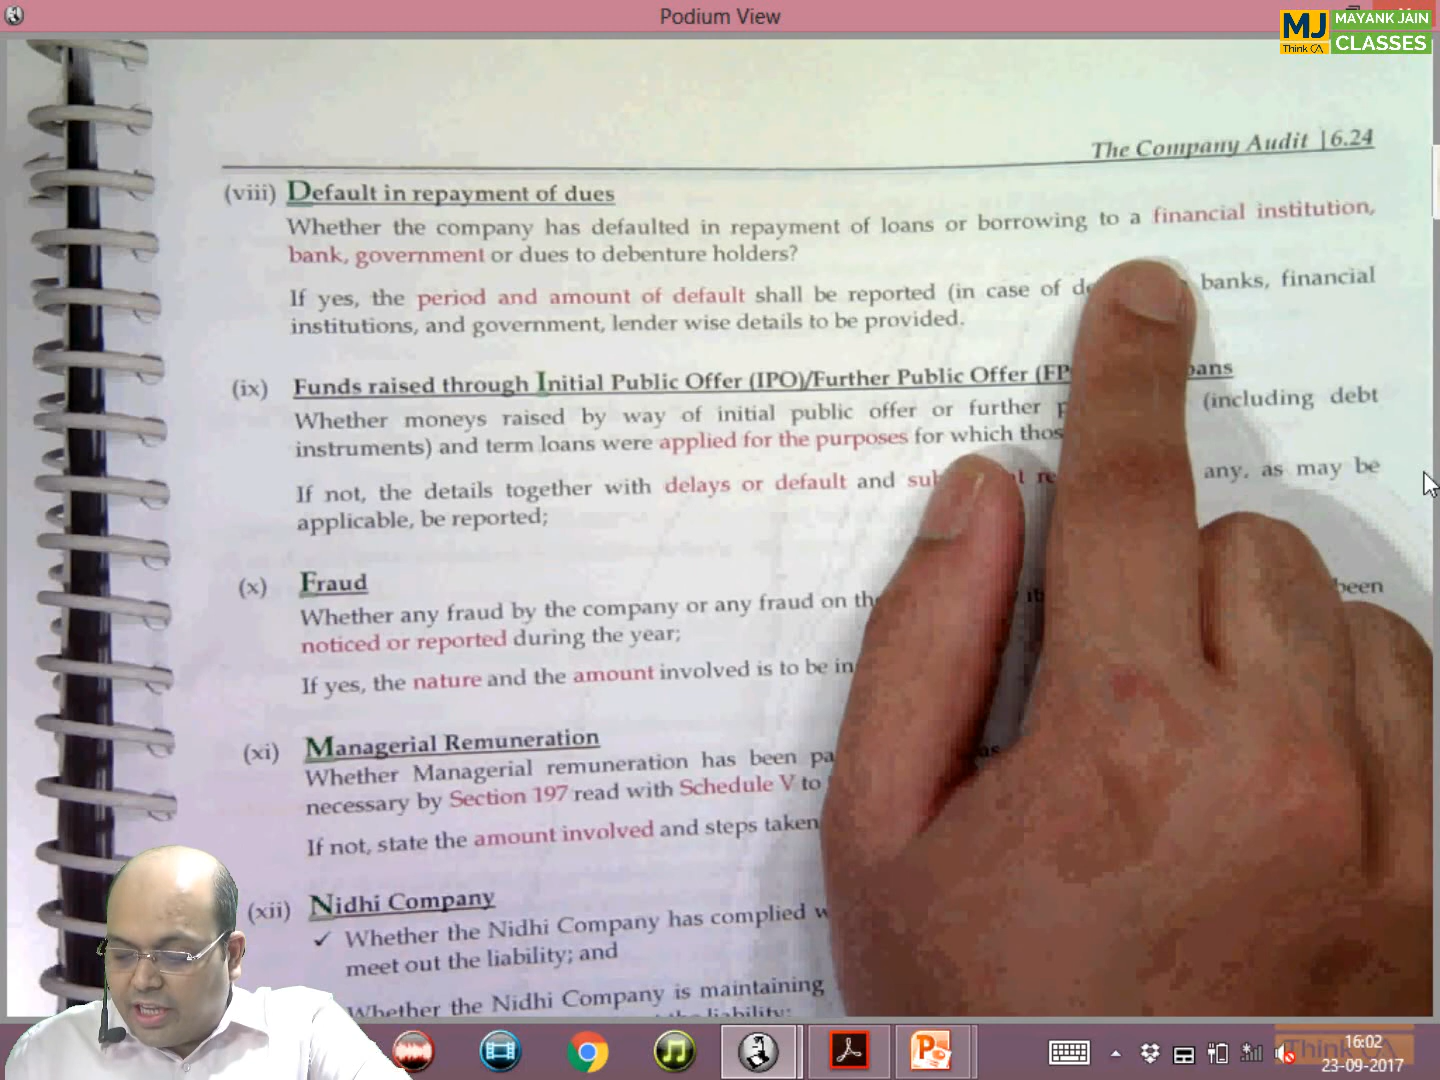 Podium View
MJ
Think CA
MAYANK JAIN
CLASSES
The Company Audit |6.24
(viii) Default in repayment of dues
Whether the company has defaulted in repayment of loans or borrowing to a financial institution,
bank, government or dues to debenture holders?
If yes, the period and amount of default shall be reported (in case of banks, financial
institutions, and government, lender wise details to be provided.
(ix) Funds raised through Initial Public Offer (IPO)/Further Public Offer
Whether moneys raised by way of initial public offer or further (including debt
instruments) and term loans were applied for the purposes for which
If not, the details together with delays or default and any, as may be
applicable, be reported;
(x) Fraud
Whether any fraud by the company or any fraud on been
noticed or reported during the year;
If yes, the nature and the amount involved is to be
(xi) Managerial Remuneration
Whether Managerial remuneration has been
necessary by Section 197 read with Schedule V to
If not, state the amount involved and steps taken
(xii) Nidhi Company
✓ Whether the Nidhi Company has complied
meet out the liability; and
Whether the Nidhi Company is maintaining
liability;
Think CA
16:02
23-09-2017